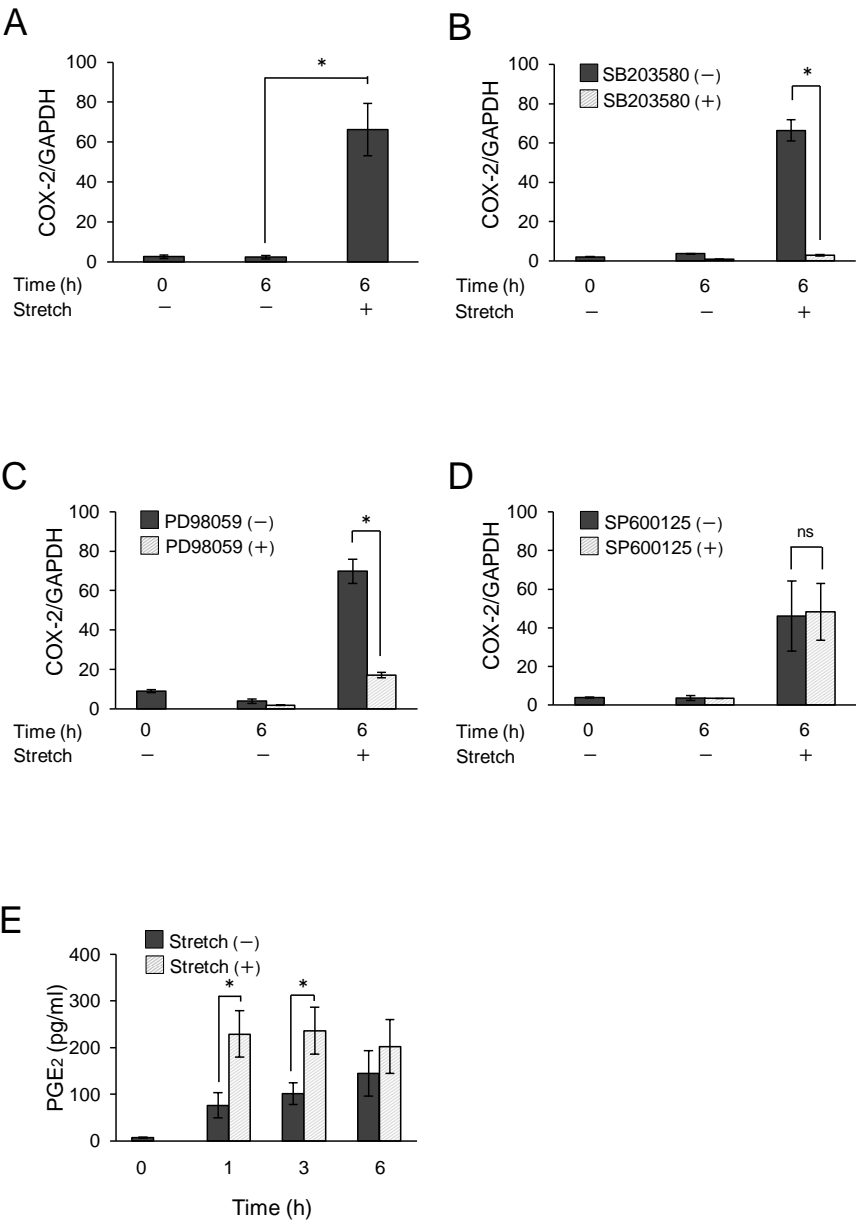 A
COX-2/GAPDH
100
80
60
40
20
0
*
Time (h) 0 6 6
Stretch − − +
B
COX-2/GAPDH
100
80
60
40
20
0
SB203580 (−)
SB203580 (+)
*
Time (h) 0 6 6
Stretch − − +
C
COX-2/GAPDH
100
80
60
40
20
0
PD98059 (−)
PD98059 (+)
*
Time (h) 0 6 6
Stretch − − +
D
COX-2/GAPDH
100
80
60
40
20
0
SP600125 (−)
SP600125 (+)
ns
Time (h) 0 6 6
Stretch − − +
E
PGE2 (pg/ml)
400
300
200
100
0
Stretch (−)
Stretch (+)
* *
0 1 3 6
Time (h)